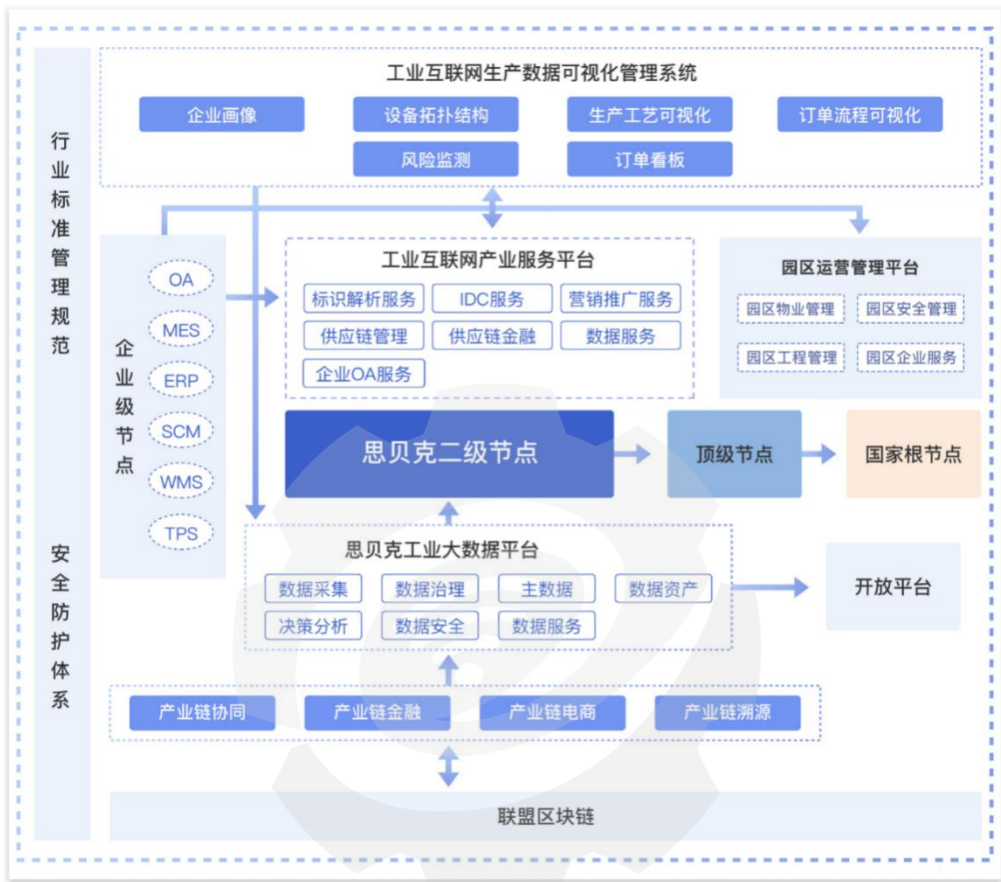 行业标准管理规范
安全防护体系
工业互联网生产数据可视化管理系统
企业画像
设备拓扑结构
生产工艺可视化
订单流程可视化
风险监测
订单看板
企业级节点
OA
MES
ERP
SCM
WMS
TPS
工业互联网产业服务平台
标识解析服务
IDC服务
营销推广服务
供应链管理
供应链金融
数据服务
企业OA服务
园区运营管理平台
园区物业管理
园区安全管理
园区工程管理
园区企业服务
思贝克二级节点
顶级节点
国家根节点
思贝克工业大数据平台
数据采集
数据治理
主数据
数据资产
决策分析
数据安全
数据服务
开放平台
产业链协同
产业链金融
产业链电商
产业链溯源
联盟区块链